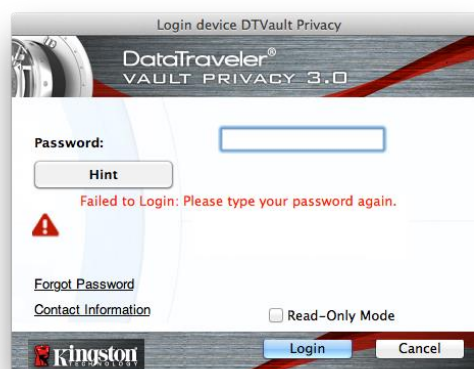 Login device DTVault Privacy
DataTraveler®
VAULT PRIVACY 3.0
Password:
Hint
Failed to Login: Please type your password again.
Forgot Password
Contact Information
Read-Only Mode
Kingston
TECHNOLOGY
Login
Cancel